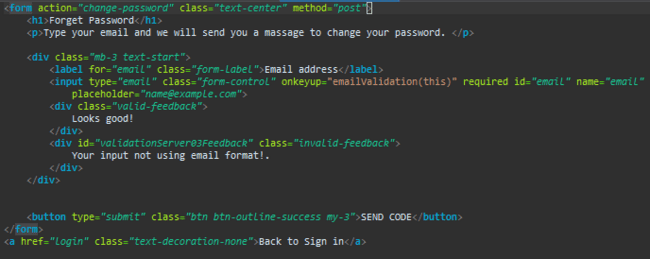 <form action="change-password" class="text-center" method="post">
<h1>Forget Password</h1>
<p>Type your email and we will send you a massage to change your password. </p>
<div class="mb-3 text-start">
<label for="email" class="form-label">Email address</label>
<input type="email" class="form-control" onkeyup="emailValidation(this)" required id="email" name="email"
placeholder="name@example.com">
<div class="valid-feedback">
Looks good!
</div>
<div id="validationServer03Feedback" class="invalid-feedback">
Your input not using email format!.
</div>
</div>
<button type="submit" class="btn btn-outline-success my-3">SEND CODE</button>
</form>
<a href="login" class="text-decoration-none">Back to Sign in</a>